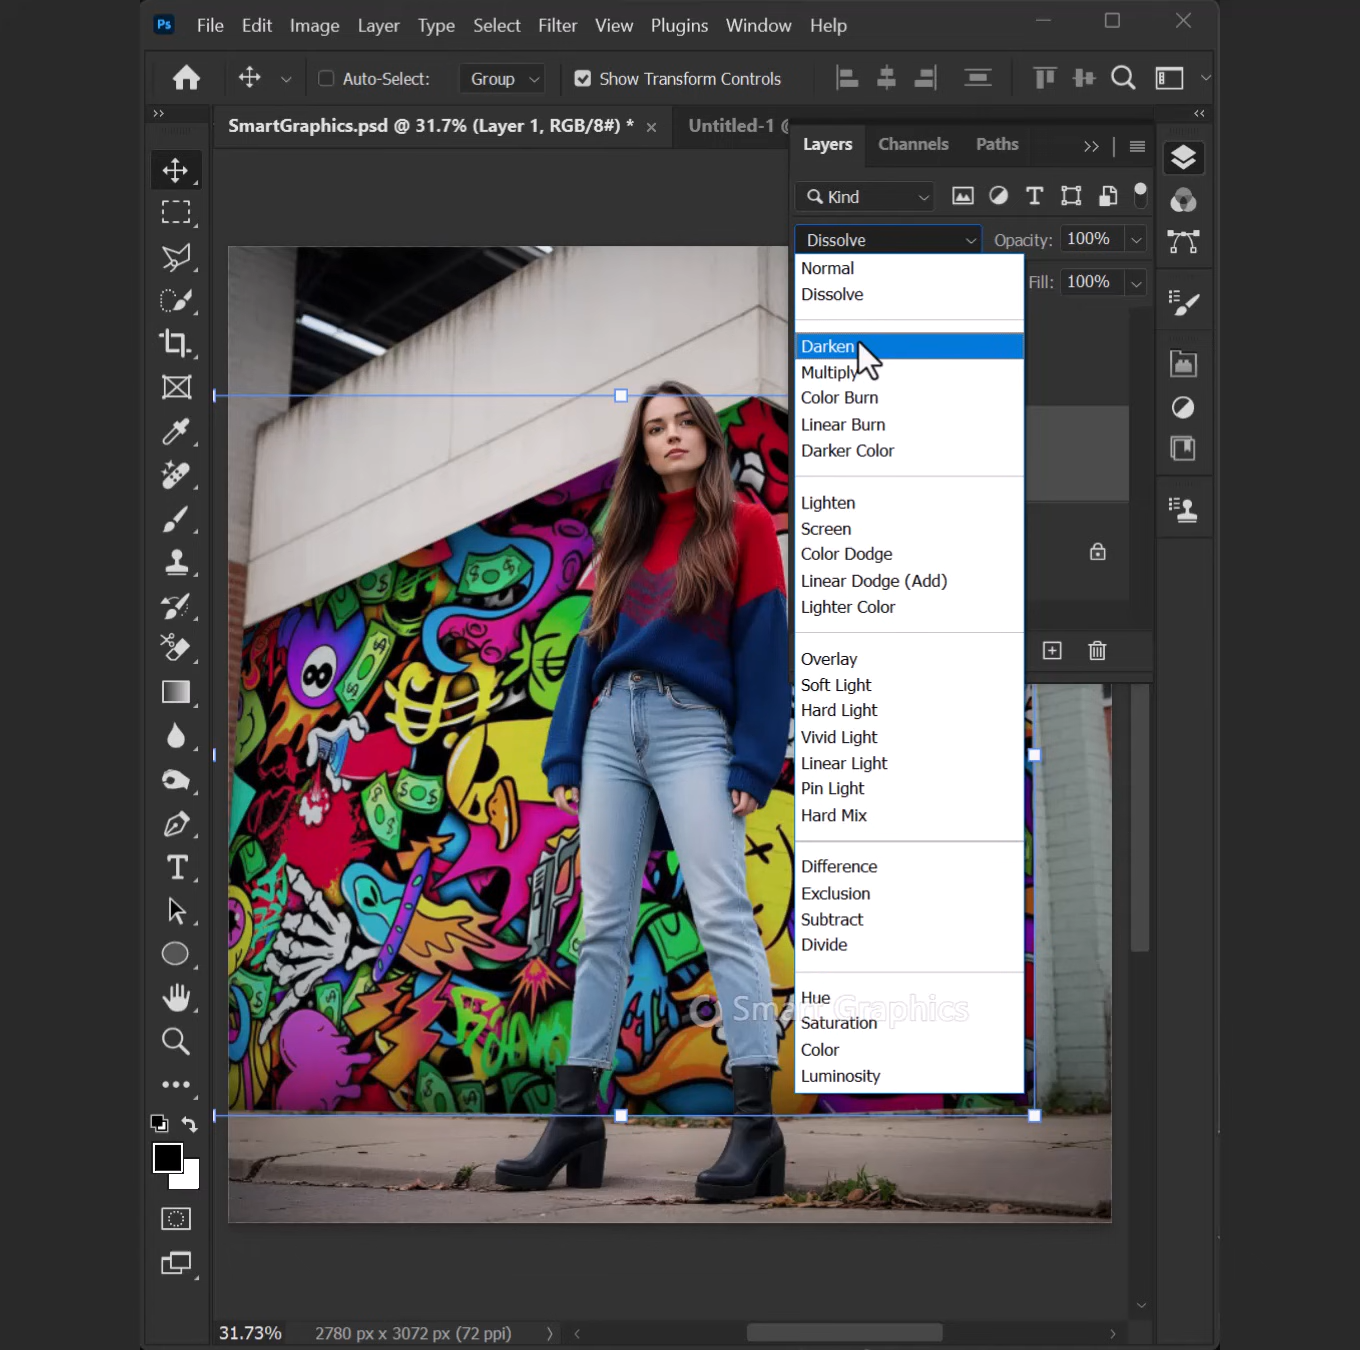 Ps File Edit Image Layer Type Select Filter View Plugins Window Help
Auto-Select: Group Show Transform Controls
SmartGraphics.psd @ 31.7% (Layer 1, RGB/8#) * × Untitled-1
Layers Channels Paths
Kind
Dissolve Opacity: 100%
Normal
Fill: 100%
Dissolve
Darken
Multiply
Color Burn
Linear Burn
Darker Color
Lighten
Screen
Color Dodge
Linear Dodge (Add)
Lighter Color
Overlay
Soft Light
Hard Light
Vivid Light
Linear Light
Pin Light
Hard Mix
Difference
Exclusion
Subtract
Divide
Hue
Smart Graphics
Saturation
Color
Luminosity
31.73% 2780 px x 3072 px (72 ppi)